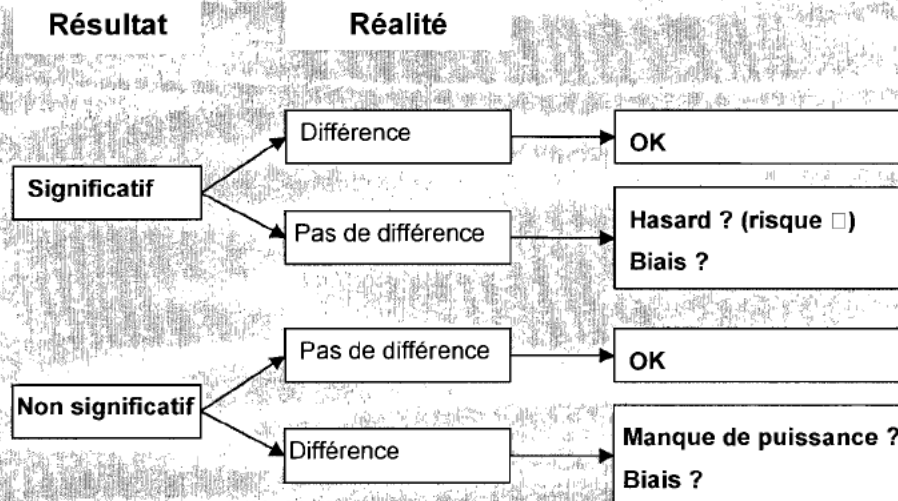 Résultat
Réalité
Différence
OK
Significatif
Pas de différence
Hasard ? (risque □)
Biais ?
Pas de différence
OK
Non significatif
Différence
Manque de puissance ?
Biais ?